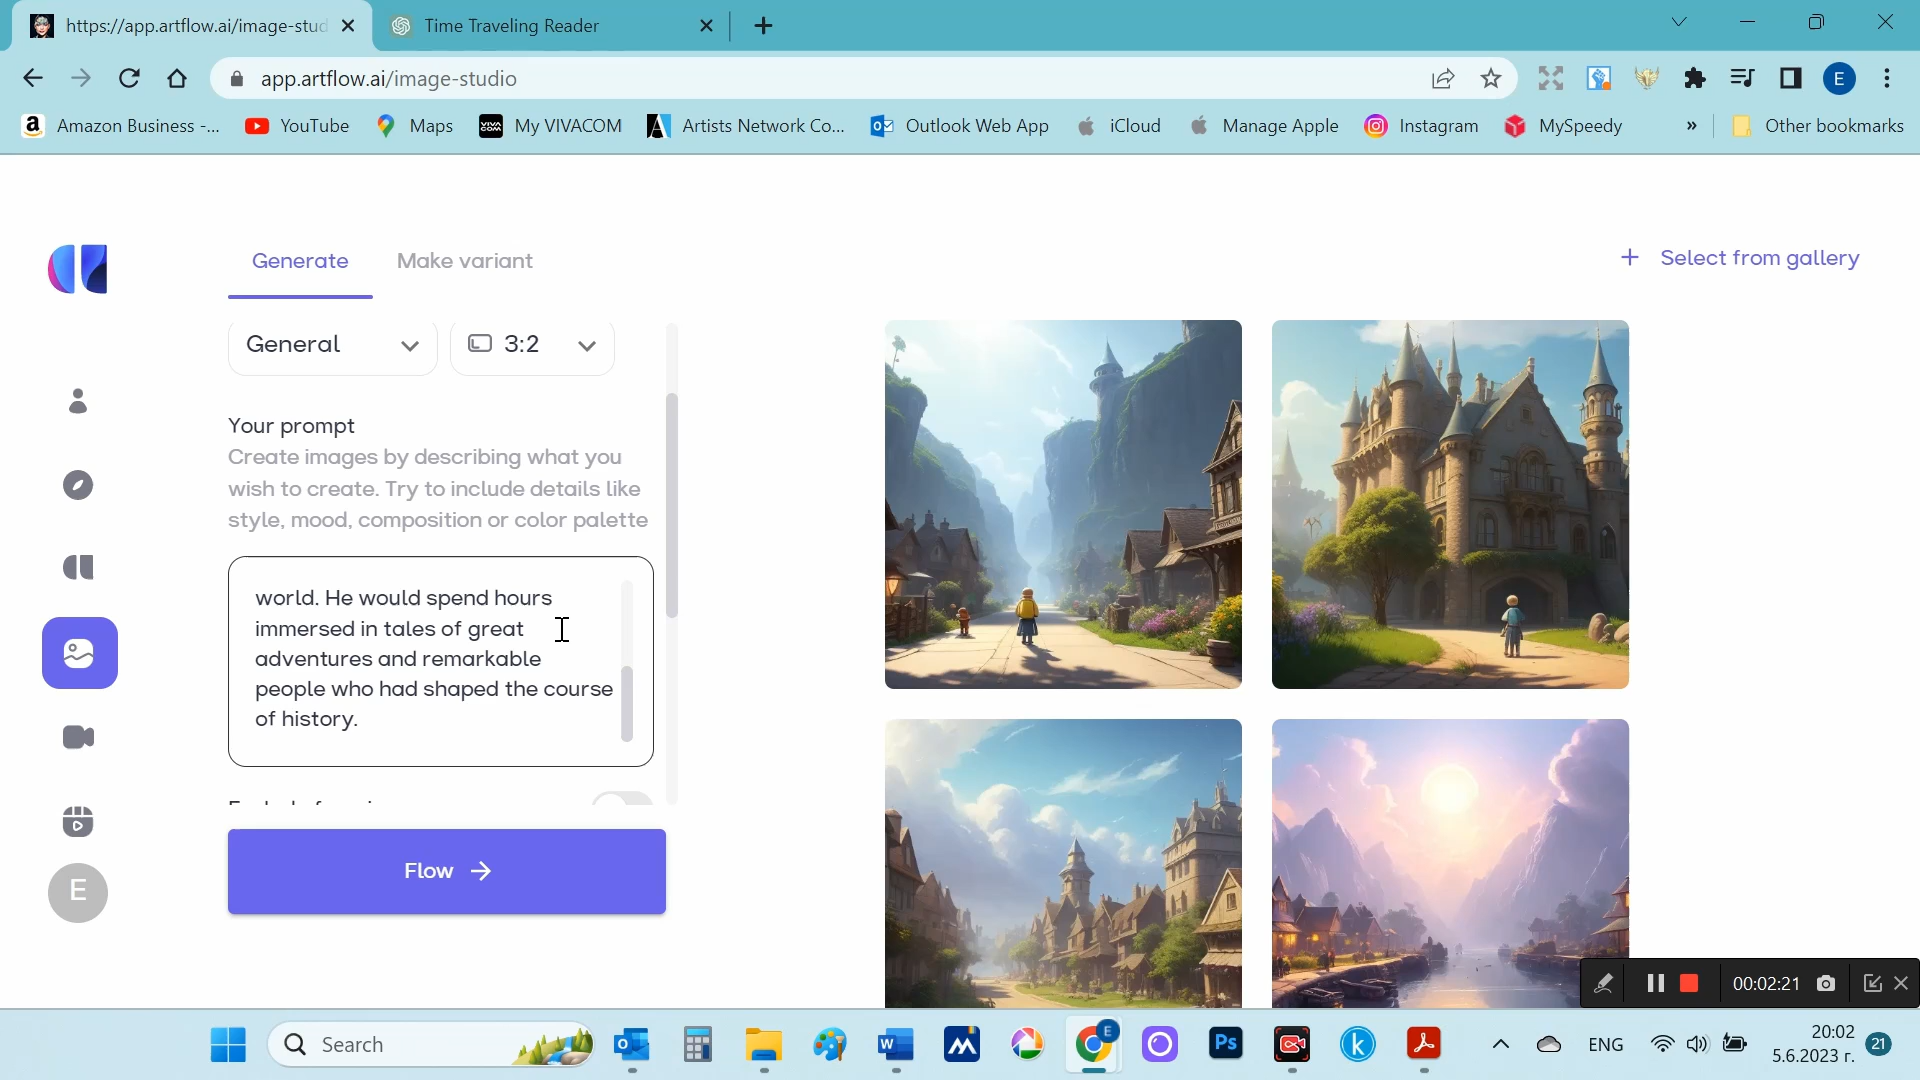 https://app.artflow.ai/image-stud
Time Traveling Reader
app.artflow.ai/image-studio
E
Amazon Business -...
YouTube
Maps
My VIVACOM
Artists Network Co...
Outlook Web App
iCloud
Manage Apple
Instagram
MySpeedy
»
Other bookmarks
Generate
Make variant
+ Select from gallery
General
3:2
Your prompt
Create images by describing what you
wish to create. Try to include details like
style, mood, composition or color palette
world. He would spend hours
immersed in tales of great
adventures and remarkable
people who had shaped the course
of history.
Flow →
E
00:02:21
Search
Ps
ENG
20:02
5.6.2023 г.
21